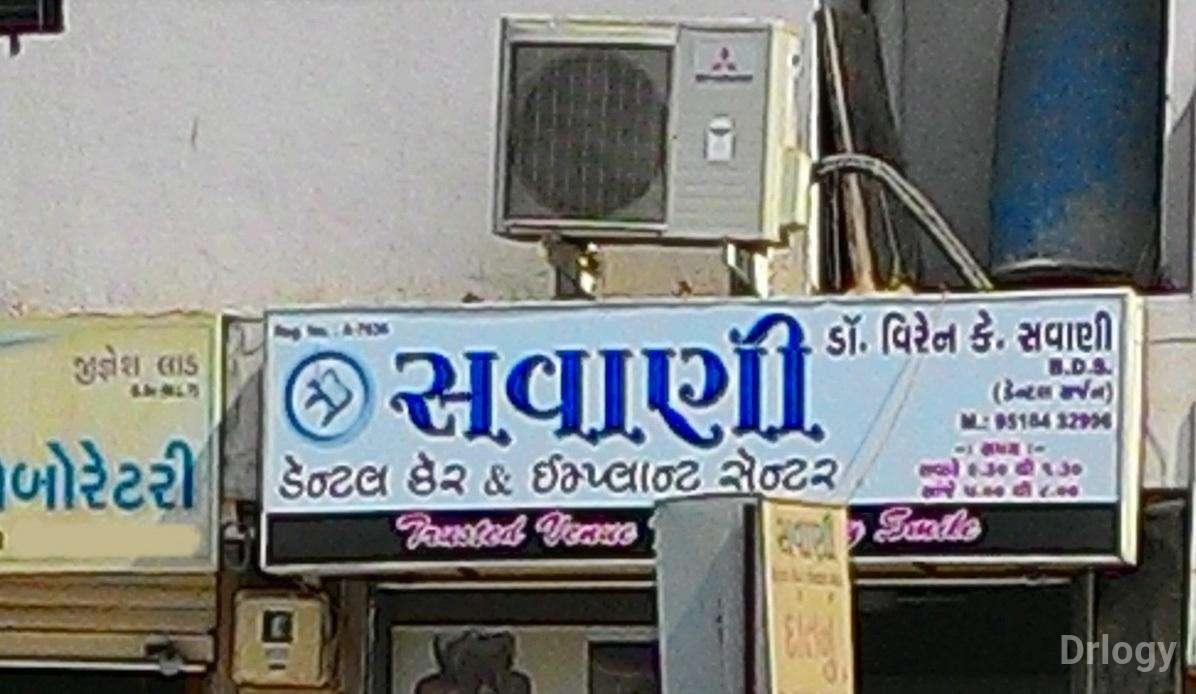 Reg. No. : A-7636
સવાણી
ડેન્ટલ કેર & ઈમ્પ્લાન્ટ સેન્ટર
ડૉ. વિરેન કે. સવાણી
B.D.S.
(ડેન્ટલ સર્જન)
M.: 95104 32996
-: સમય :-
સવારે ૯.૩૦ થી ૧.૩૦
સાંજે ૫.૦૦ થી ૮.૦૦
Trusted Venue
Smile
જીજ્ઞેશ લાડ
બોરેટરી
સવાણી
Drlogy